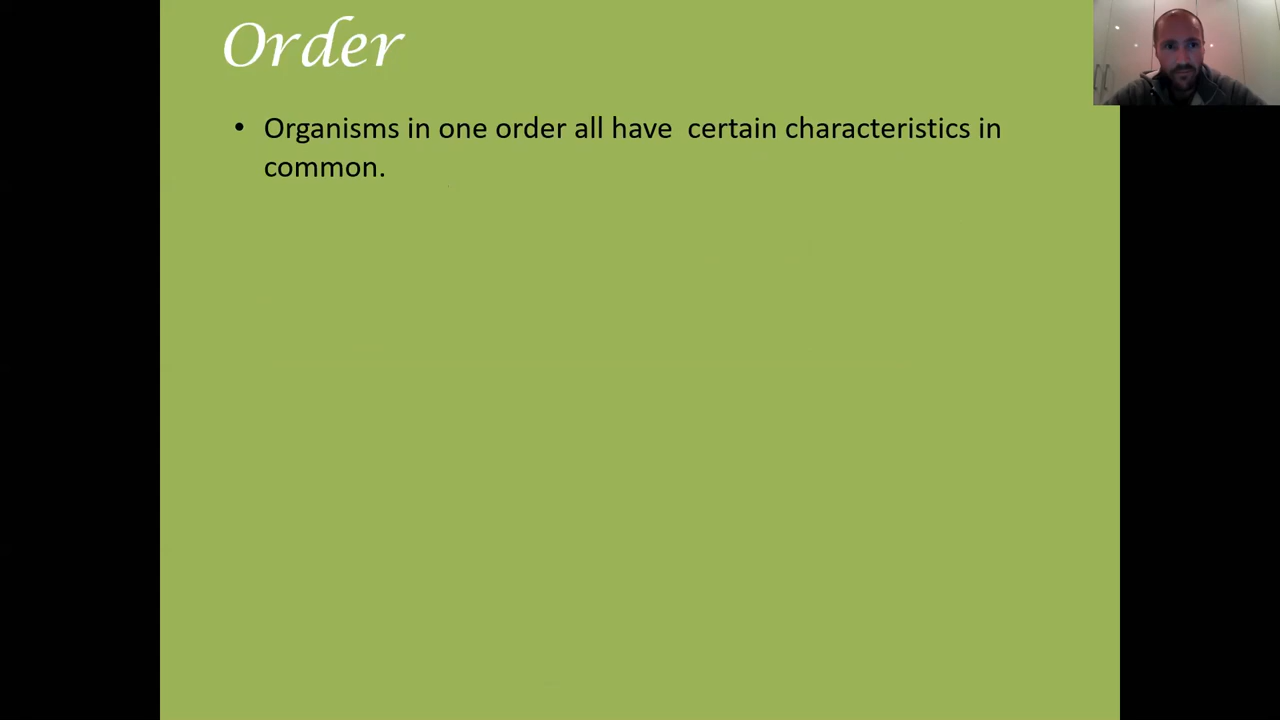 Order
• Organisms in one order all have  certain characteristics in
common.